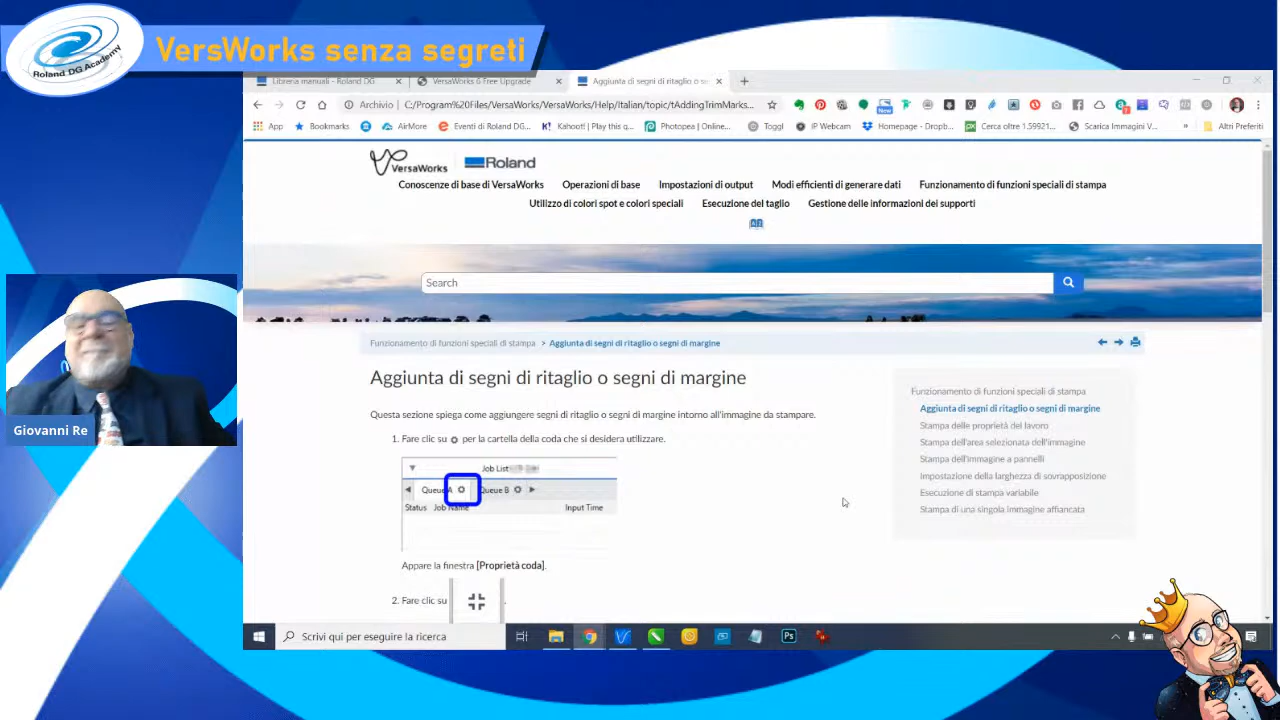 Roland DG Academy
VersWorks senza segreti
Libreria manuali - Roland DG
VersaWorks 6 Free Upgrade
Aggiunta di segni di ritaglio o se
Archivio
C:/Program%20Files/VersaWorks/VersaWorks/Help/Italian/topic/tAddingTrimMarks...
App
Bookmarks
AirMore
Eventi di Roland DG...
Kahoot! | Play this q...
Photopea | Online...
Toggl
IP Webcam
Homepage - Dropb...
Cerca oltre 1.59921...
Scarica Immagini V...
»
Altri Preferiti
VersaWorks
Roland
Conoscenze di base di VersaWorks
Operazioni di base
Impostazioni di output
Modi efficienti di generare dati
Funzionamento di funzioni speciali di stampa
Utilizzo di colori spot e colori speciali
Esecuzione del taglio
Gestione delle informazioni dei supporti
Search
Funzionamento di funzioni speciali di stampa > Aggiunta di segni di ritaglio o segni di margine
Aggiunta di segni di ritaglio o segni di margine
Questa sezione spiega come aggiungere segni di ritaglio o segni di margine intorno all'immagine da stampare.
1. Fare clic su per la cartella della coda che si desidera utilizzare.
Job List
Queue A
Queue B
Status
Job Name
Input Time
Appare la finestra [Proprietà coda].
2. Fare clic su .
Funzionamento di funzioni speciali di stampa
Aggiunta di segni di ritaglio o segni di margine
Stampa delle proprietà del lavoro
Stampa dell'area selezionata dell'immagine
Stampa dell'immagine a pannelli
Impostazione della larghezza di sovrapposizione
Esecuzione di stampa variabile
Stampa di una singola immagine affiancata
Giovanni Re
Scrivi qui per eseguire la ricerca
Ps